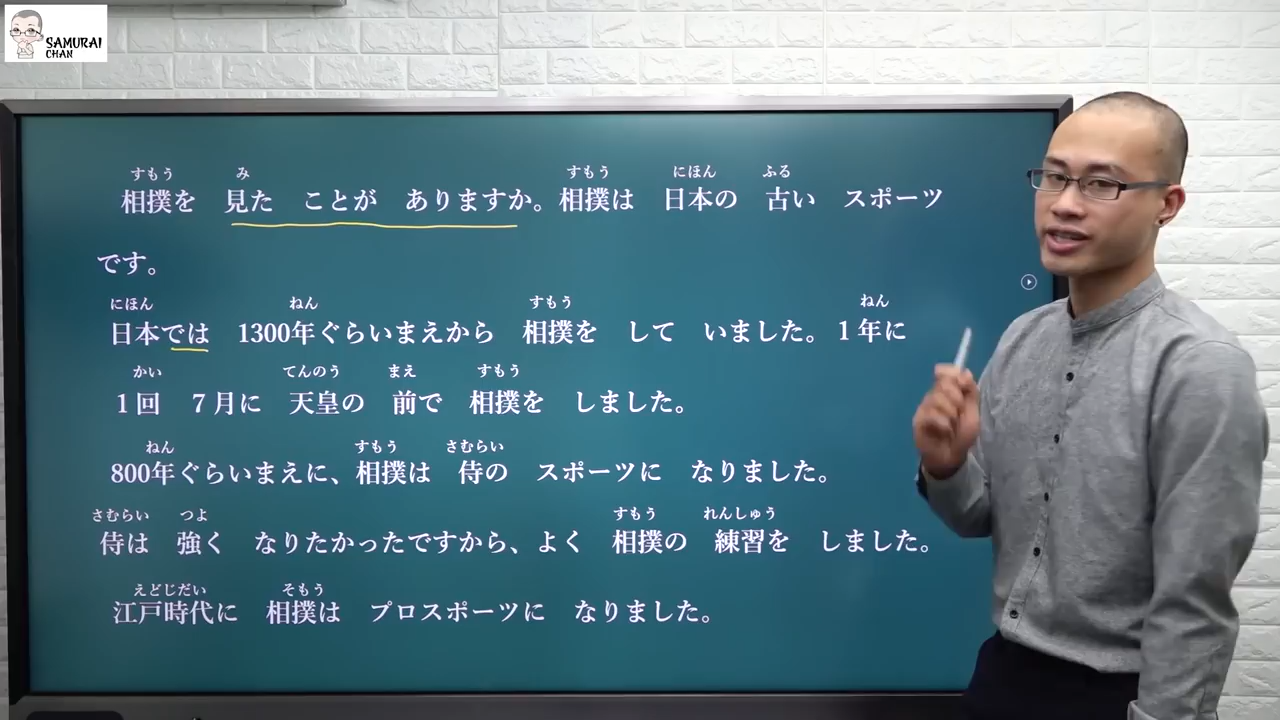 SAMURAI
CHAN
すもう み すもう にほん ふる
相撲を 見た ことが ありますか。相撲は 日本の 古い スポーツ
です。
にほん ねん すもう ねん
日本では 1300年ぐらいまえから 相撲を して いました。1年に
かい てんのう まえ すもう
1回 7月に 天皇の 前で 相撲を しました。
ねん すもう さむらい
800年ぐらいまえに、相撲は 侍の スポーツに なりました。
さむらい つよ すもう れんしゅう
侍は 強く なりたかったですから、よく 相撲の 練習を しました。
えどじだい そもう
江戸時代に 相撲は プロスポーツに なりました。